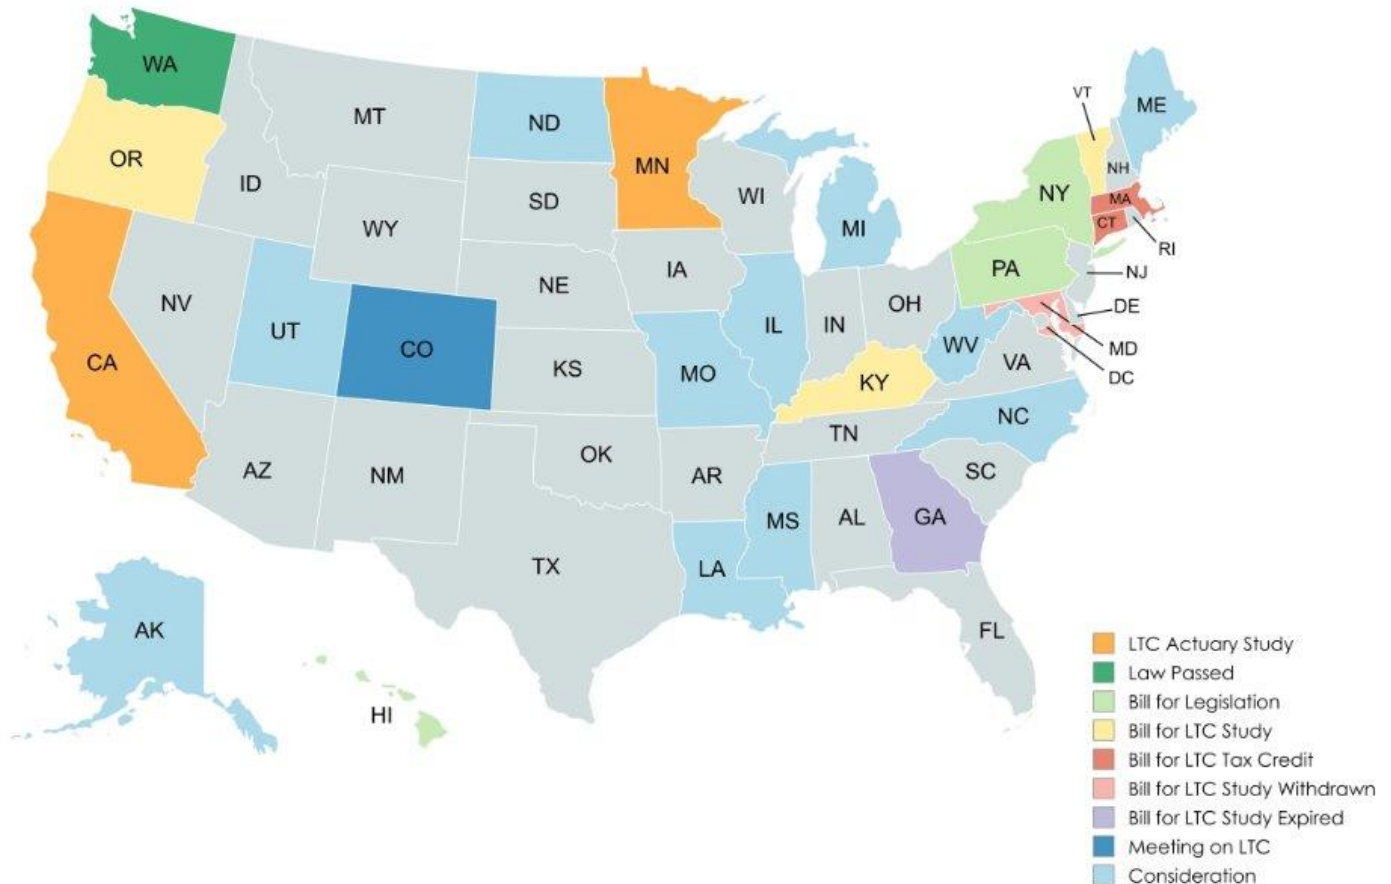 WA
VT
ME
MT
ND
OR
MN
NH
ID
WI
NY
MA
SD
CT
WY
MI
RI
IA
PA
NJ
NE
NV
OH
DE
UT
IL
IN
CO
WV
MD
CA
VA
KS
MO
DC
KY
NC
TN
OK
AZ
NM
SC
AR
MS
AL
GA
TX
LA
AK
FL
HI
LTC Actuary Study
Law Passed
Bill for Legislation
Bill for LTC Study
Bill for LTC Tax Credit
Bill for LTC Study Withdrawn
Bill for LTC Study Expired
Meeting on LTC
Consideration